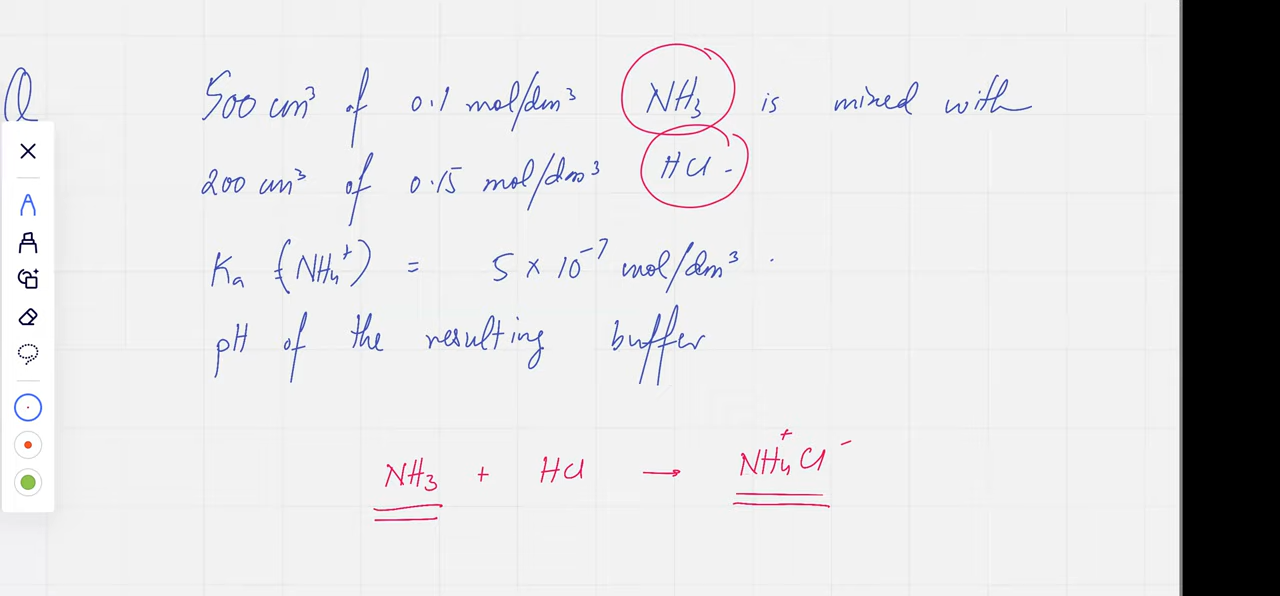 Q 500 cm³ of 0.1 mol/dm³ NH₃ is mixed with
200 cm³ of 0.15 mol/dm³ HCl -
Ka (NH₄⁺) = 5 × 10⁻⁷ mol/dm³ .
pH of the resulting buffer
NH₃ + HCl → NH₄⁺Cl⁻